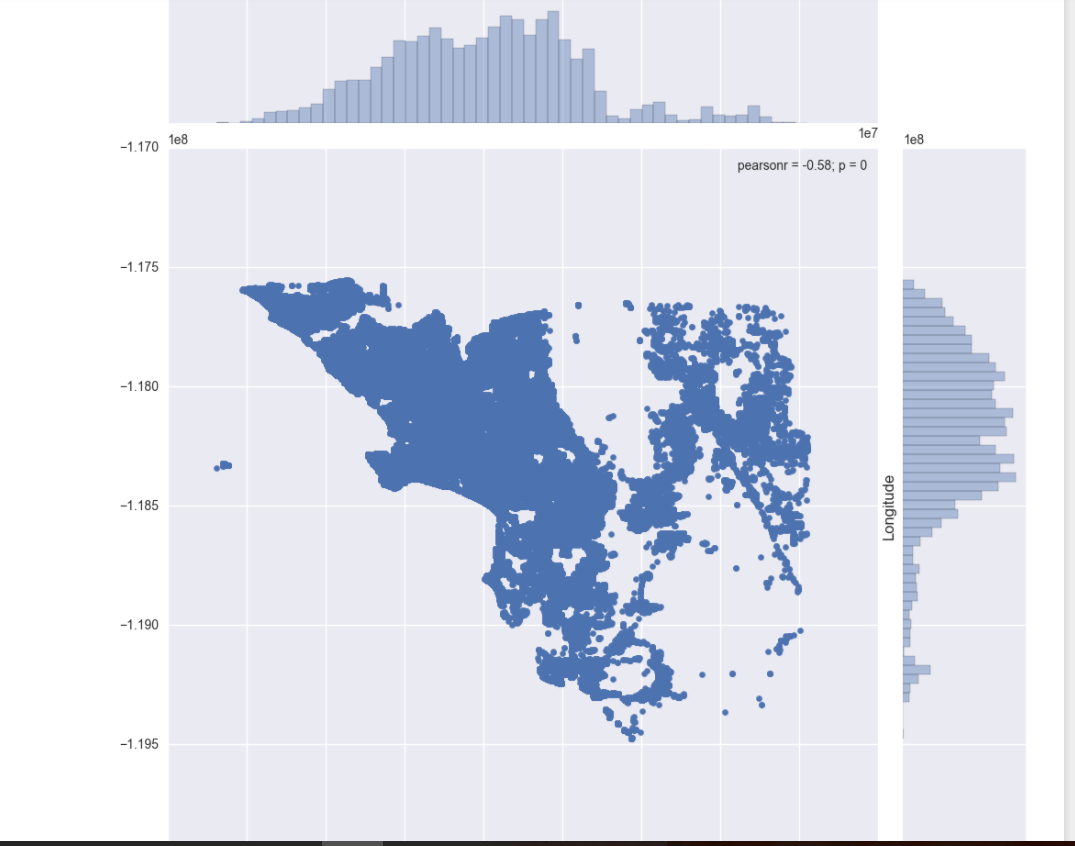 1e8
1e7
1e8
−1.170
pearsonr = -0.58; p = 0
−1.175
−1.180
−1.185
Longitude
−1.190
−1.195